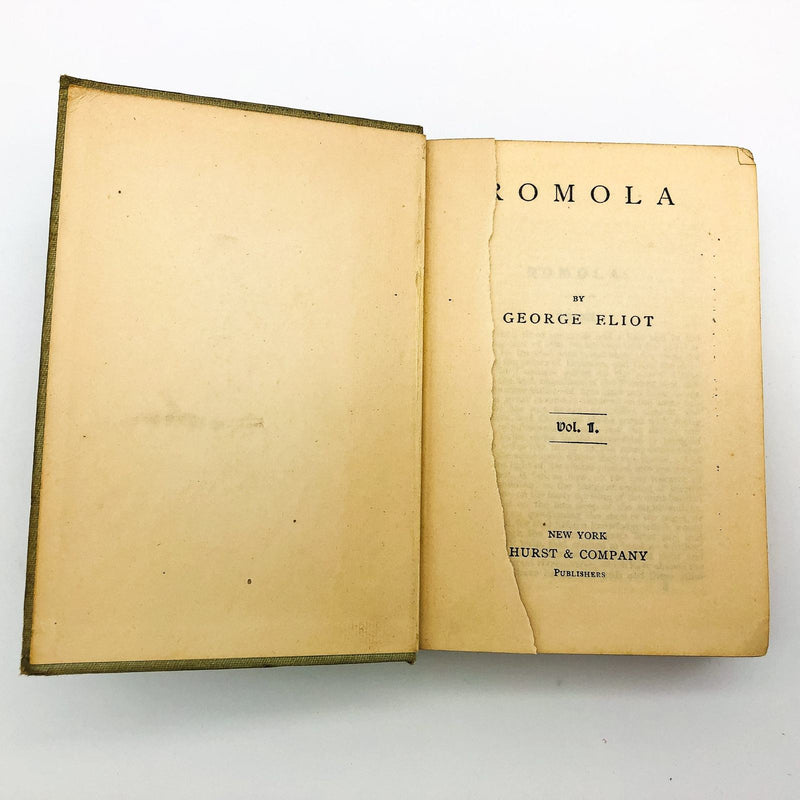 ROMOLA
BY
GEORGE ELIOT
Vol. I.
NEW YORK
HURST & COMPANY
PUBLISHERS